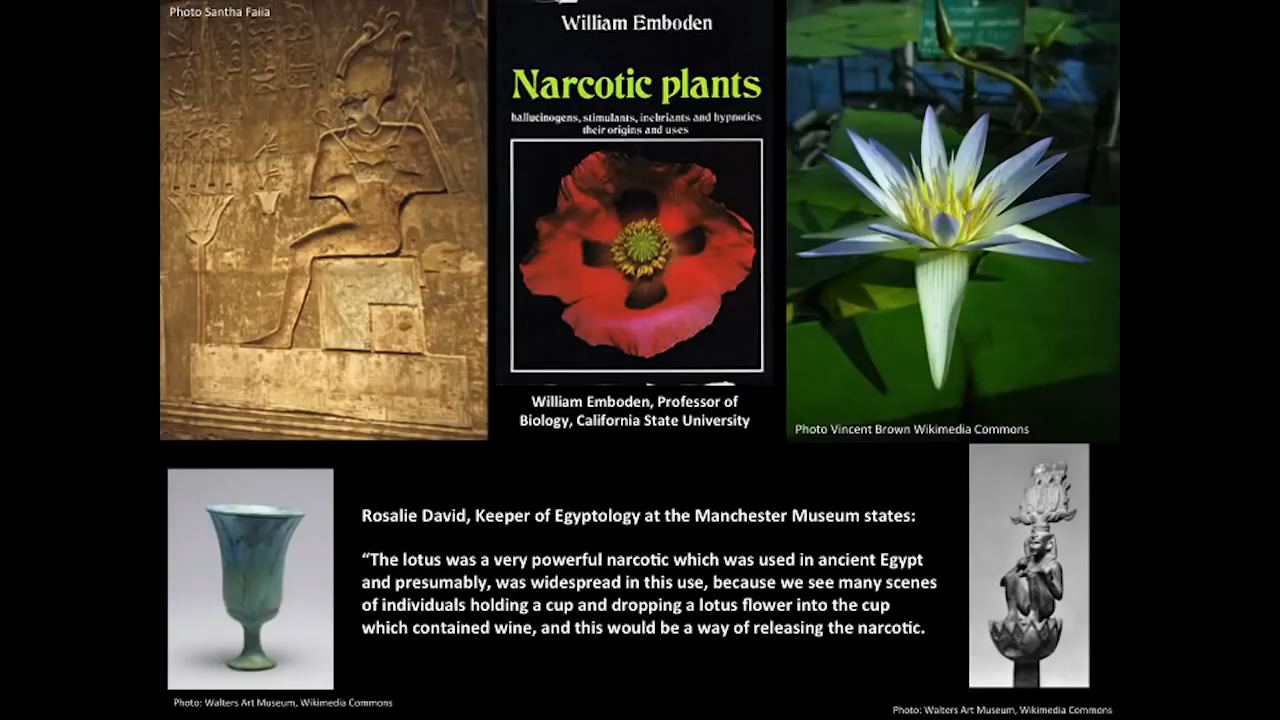 Photo Santha Faiia
William Emboden
Narcotic plants
hallucinogens, stimulants, inebriants and hypnotics
their origins and uses
William Emboden, Professor of
Biology, California State University
Photo Vincent Brown Wikimedia Commons
Rosalie David, Keeper of Egyptology at the Manchester Museum states:
“The lotus was a very powerful narcotic which was used in ancient Egypt
and presumably, was widespread in this use, because we see many scenes
of individuals holding a cup and dropping a lotus flower into the cup
which contained wine, and this would be a way of releasing the narcotic.
Photo: Walters Art Museum, Wikimedia Commons
Photo: Walters Art Museum, Wikimedia Commons